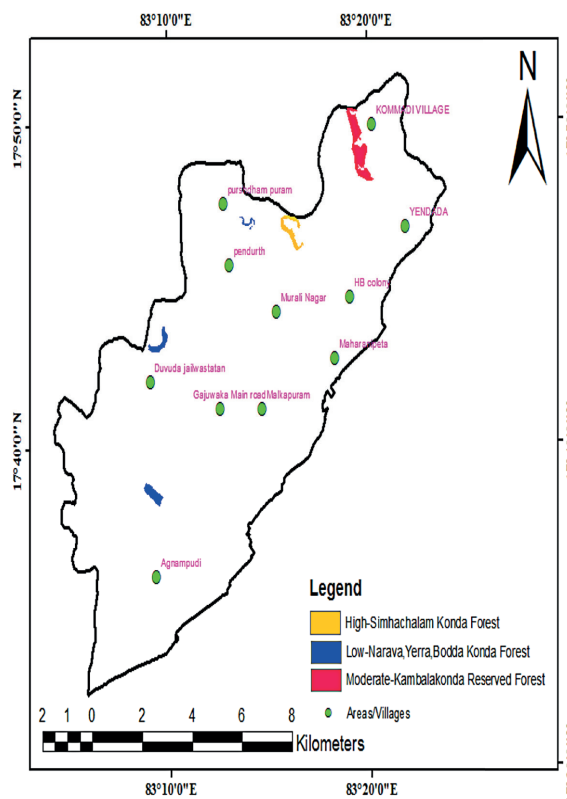 83°10'0"E 83°20'0"E
N
KOMMADI VILLAGE
17°50'0"N
pursodham puram
YENDADA
pendurth
HB colony
Murali Nagar
Maharanipeta
Duvuda jailwastatan
Gajuwaka Main road Malkapuram
17°40'0"N
Agnampudi
Legend
High-Simhachalam Konda Forest
Low-Narava,Yerra,Bodda Konda Forest
Moderate-Kambalakonda Reserved Forest
Areas/Villages
2 1 0 2 4 6 8
Kilometers
83°10'0"E 83°20'0"E